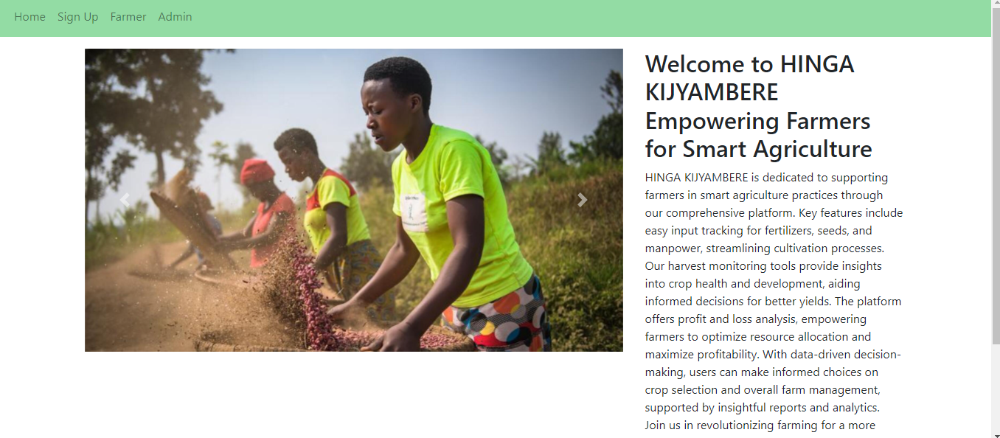 Home Sign Up Farmer Admin
Welcome to HINGA
KIJYAMBERE
Empowering Farmers
for Smart Agriculture
HINGA KIJYAMBERE is dedicated to supporting
farmers in smart agriculture practices through
our comprehensive platform. Key features include
easy input tracking for fertilizers, seeds, and
manpower, streamlining cultivation processes.
Our harvest monitoring tools provide insights
into crop health and development, aiding
informed decisions for better yields. The platform
offers profit and loss analysis, empowering
farmers to optimize resource allocation and
maximize profitability. With data-driven decision-
making, users can make informed choices on
crop selection and overall farm management,
supported by insightful reports and analytics.
Join us in revolutionizing farming for a more